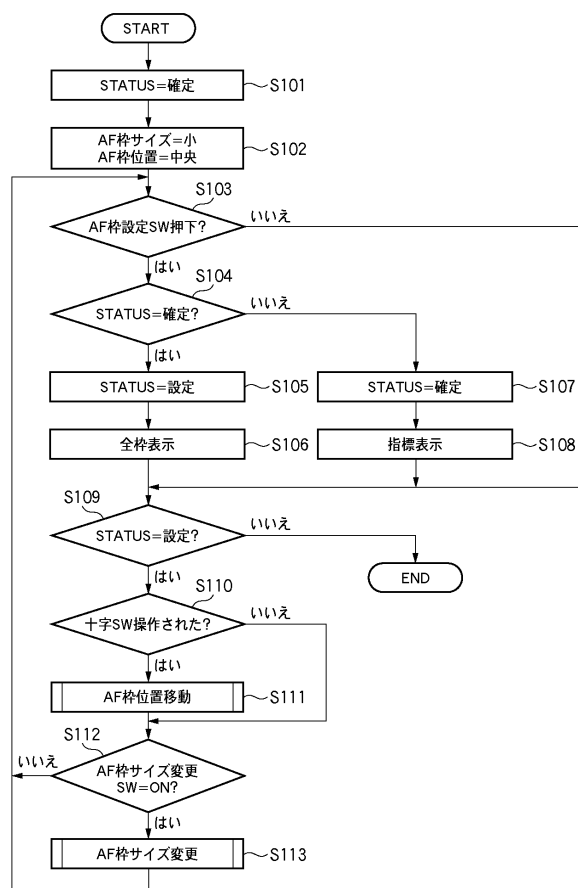 START
STATUS=確定
S101
AF枠サイズ=小
AF枠位置=中央
S102
S103
AF枠設定SW押下?
いいえ
はい
S104
STATUS=確定?
いいえ
はい
STATUS=設定
S105
STATUS=確定
S107
全枠表示
S106
指標表示
S108
S109
STATUS=設定?
いいえ
はい
END
S110
十字SW操作された?
いいえ
はい
AF枠位置移動
S111
S112
いいえ
AF枠サイズ変更
SW=ON?
はい
AF枠サイズ変更
S113